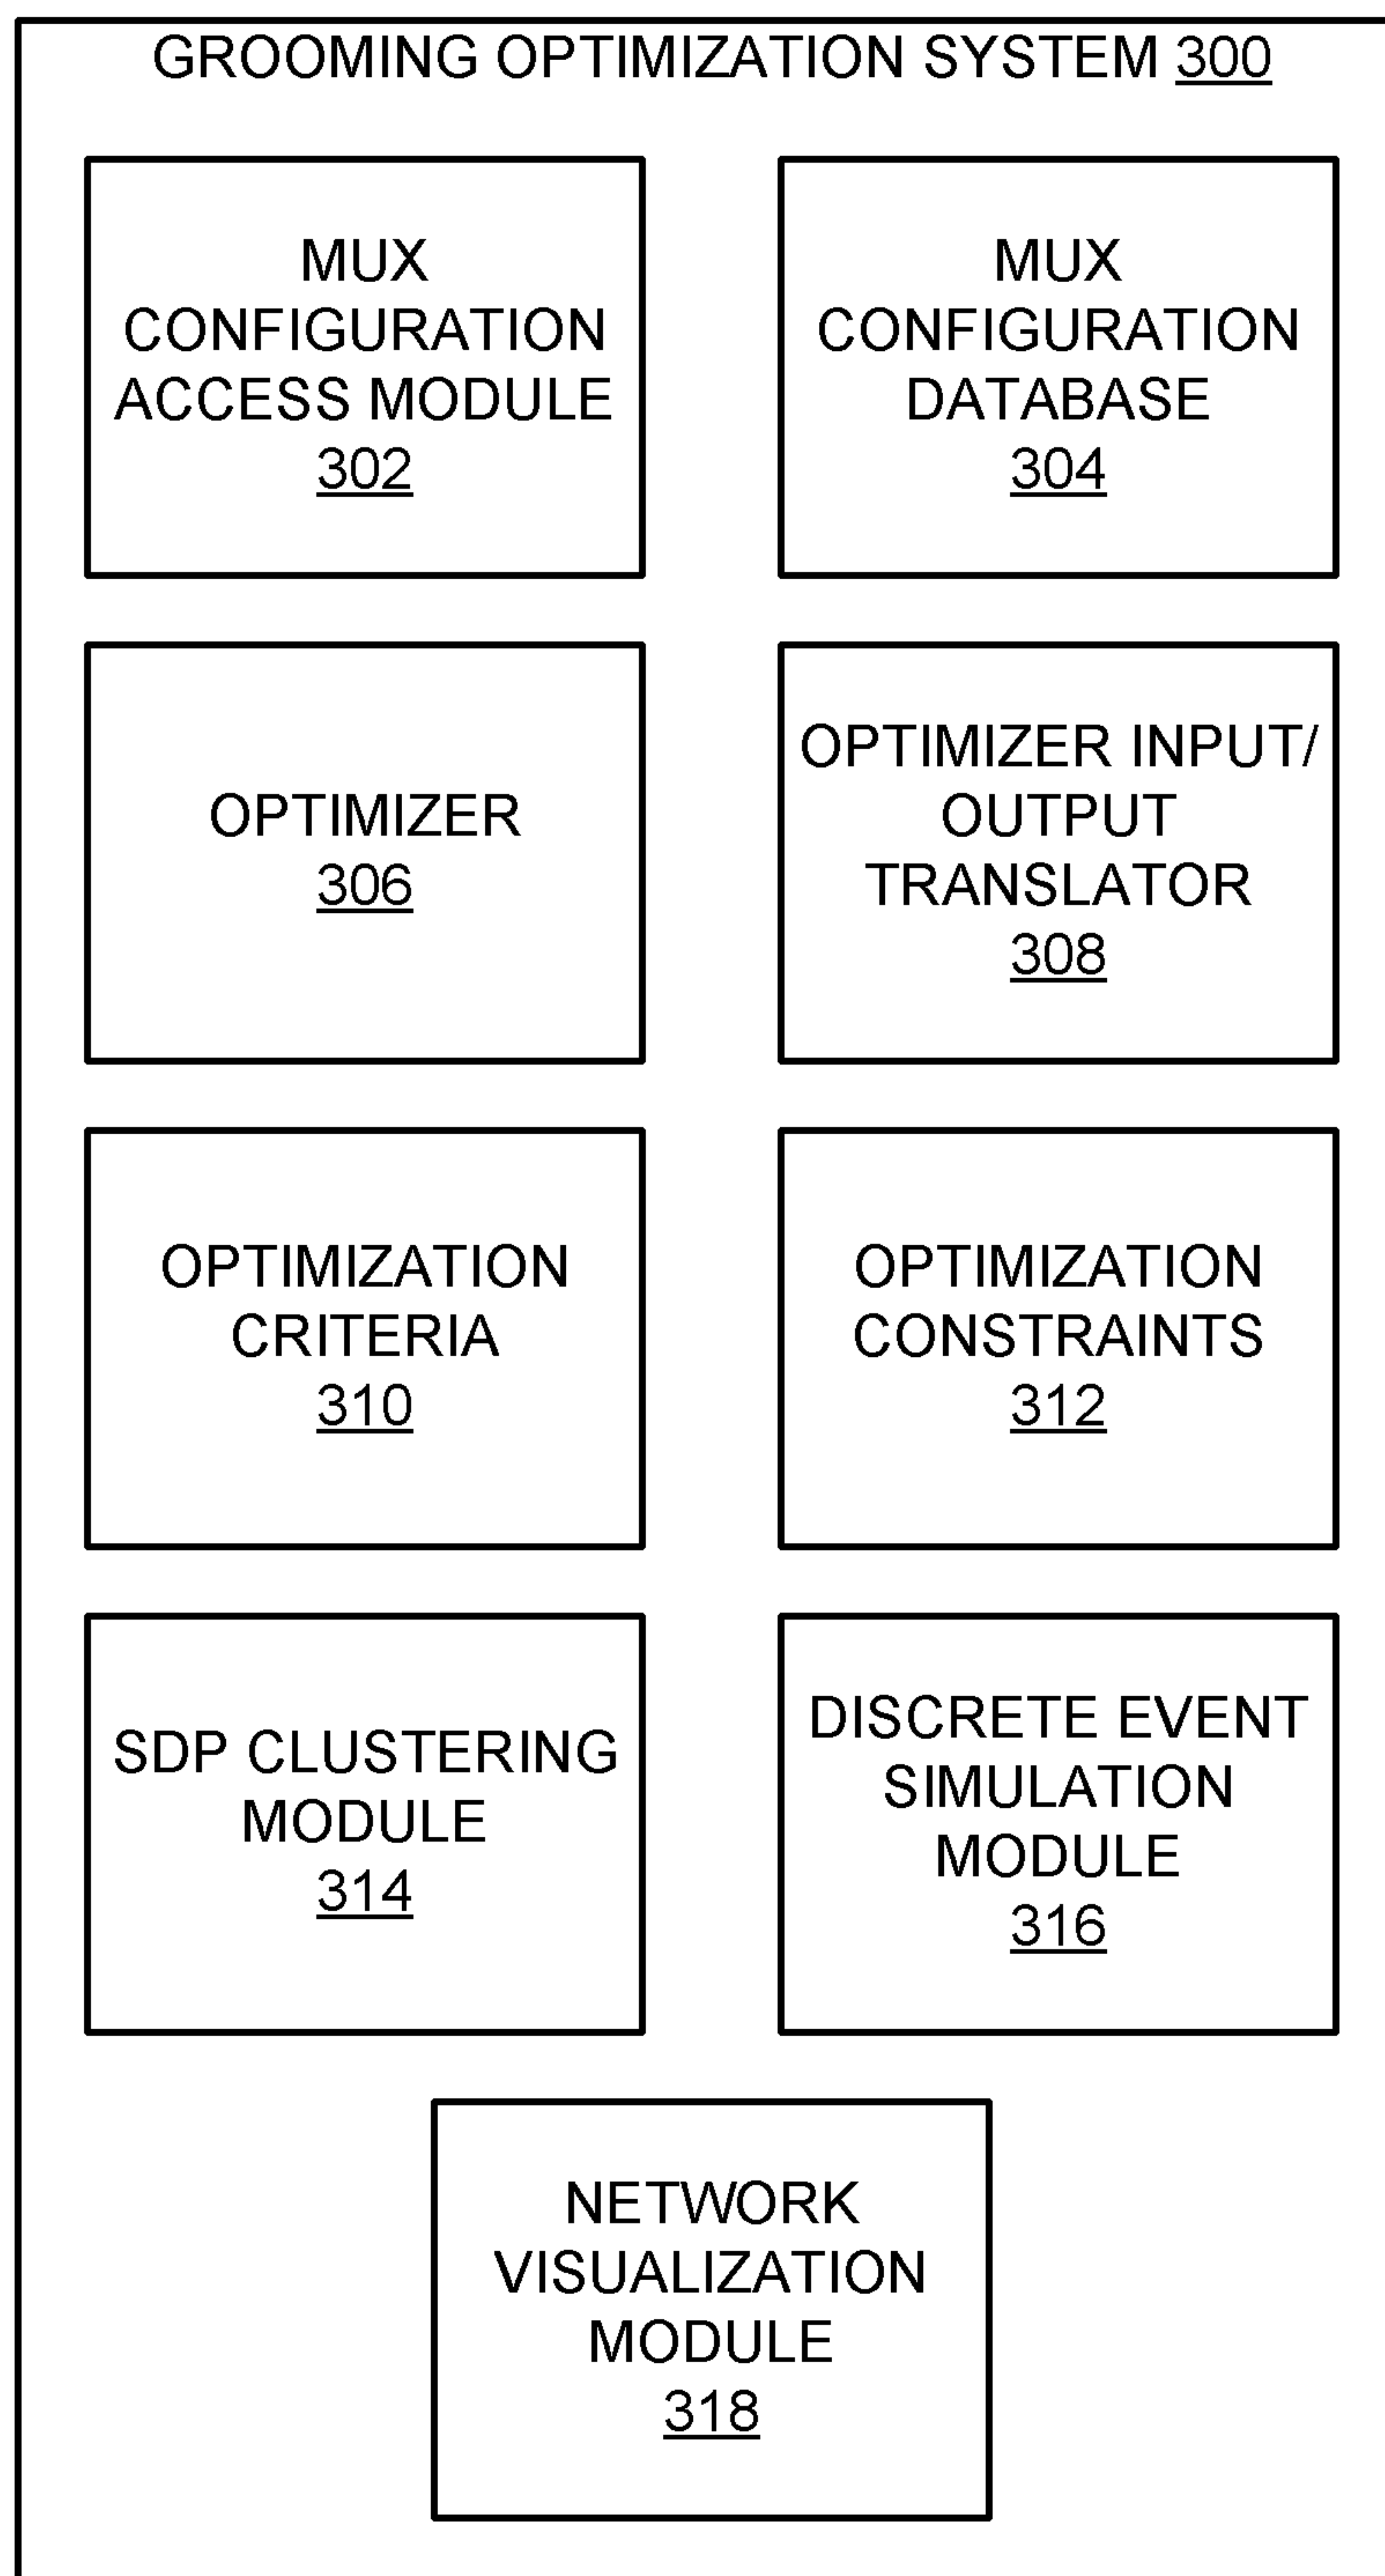 GROOMING OPTIMIZATION SYSTEM 300
MUX
CONFIGURATION
ACCESS MODULE
302
MUX
CONFIGURATION
DATABASE
304
OPTIMIZER
306
OPTIMIZER INPUT/
OUTPUT
TRANSLATOR
308
OPTIMIZATION
CRITERIA
310
OPTIMIZATION
CONSTRAINTS
312
SDP CLUSTERING
MODULE
314
DISCRETE EVENT
SIMULATION
MODULE
316
NETWORK
VISUALIZATION
MODULE
318